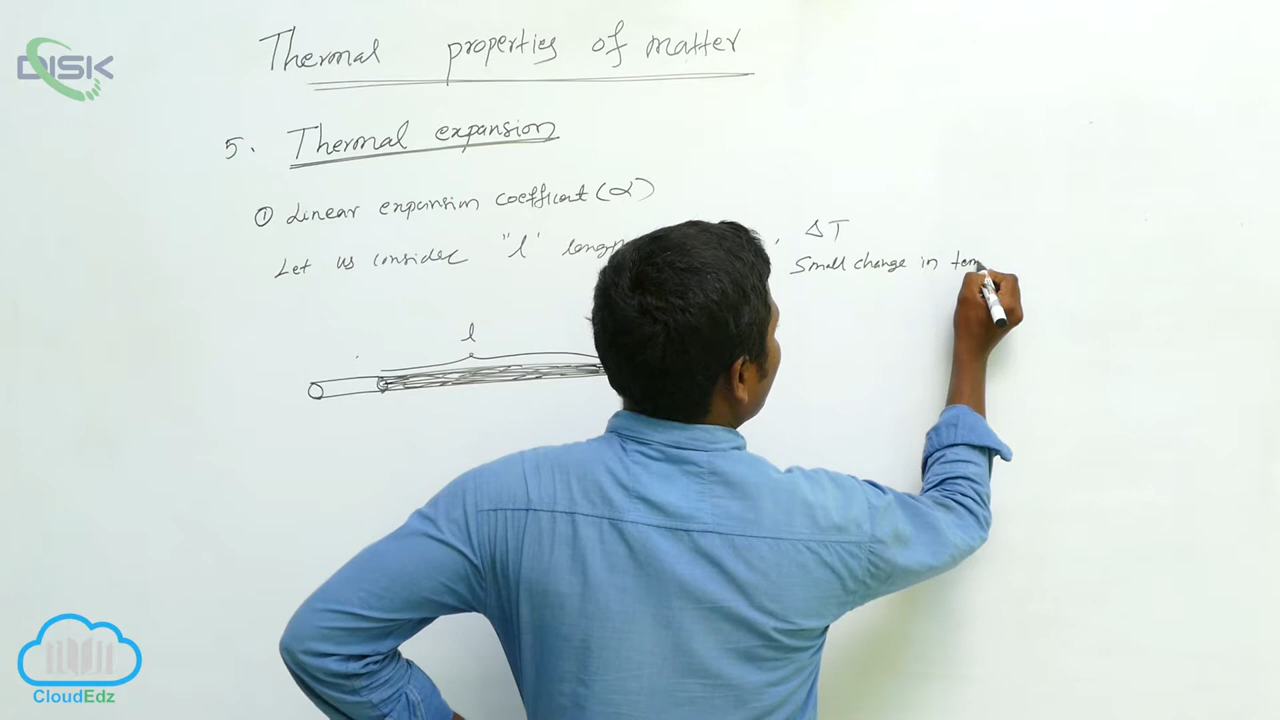 DISK
Thermal properties of matter
5. Thermal expansion
① Linear expansion coefficient (α)
Let us consider "l"
ΔT
Small change in tem
l
CloudEdz